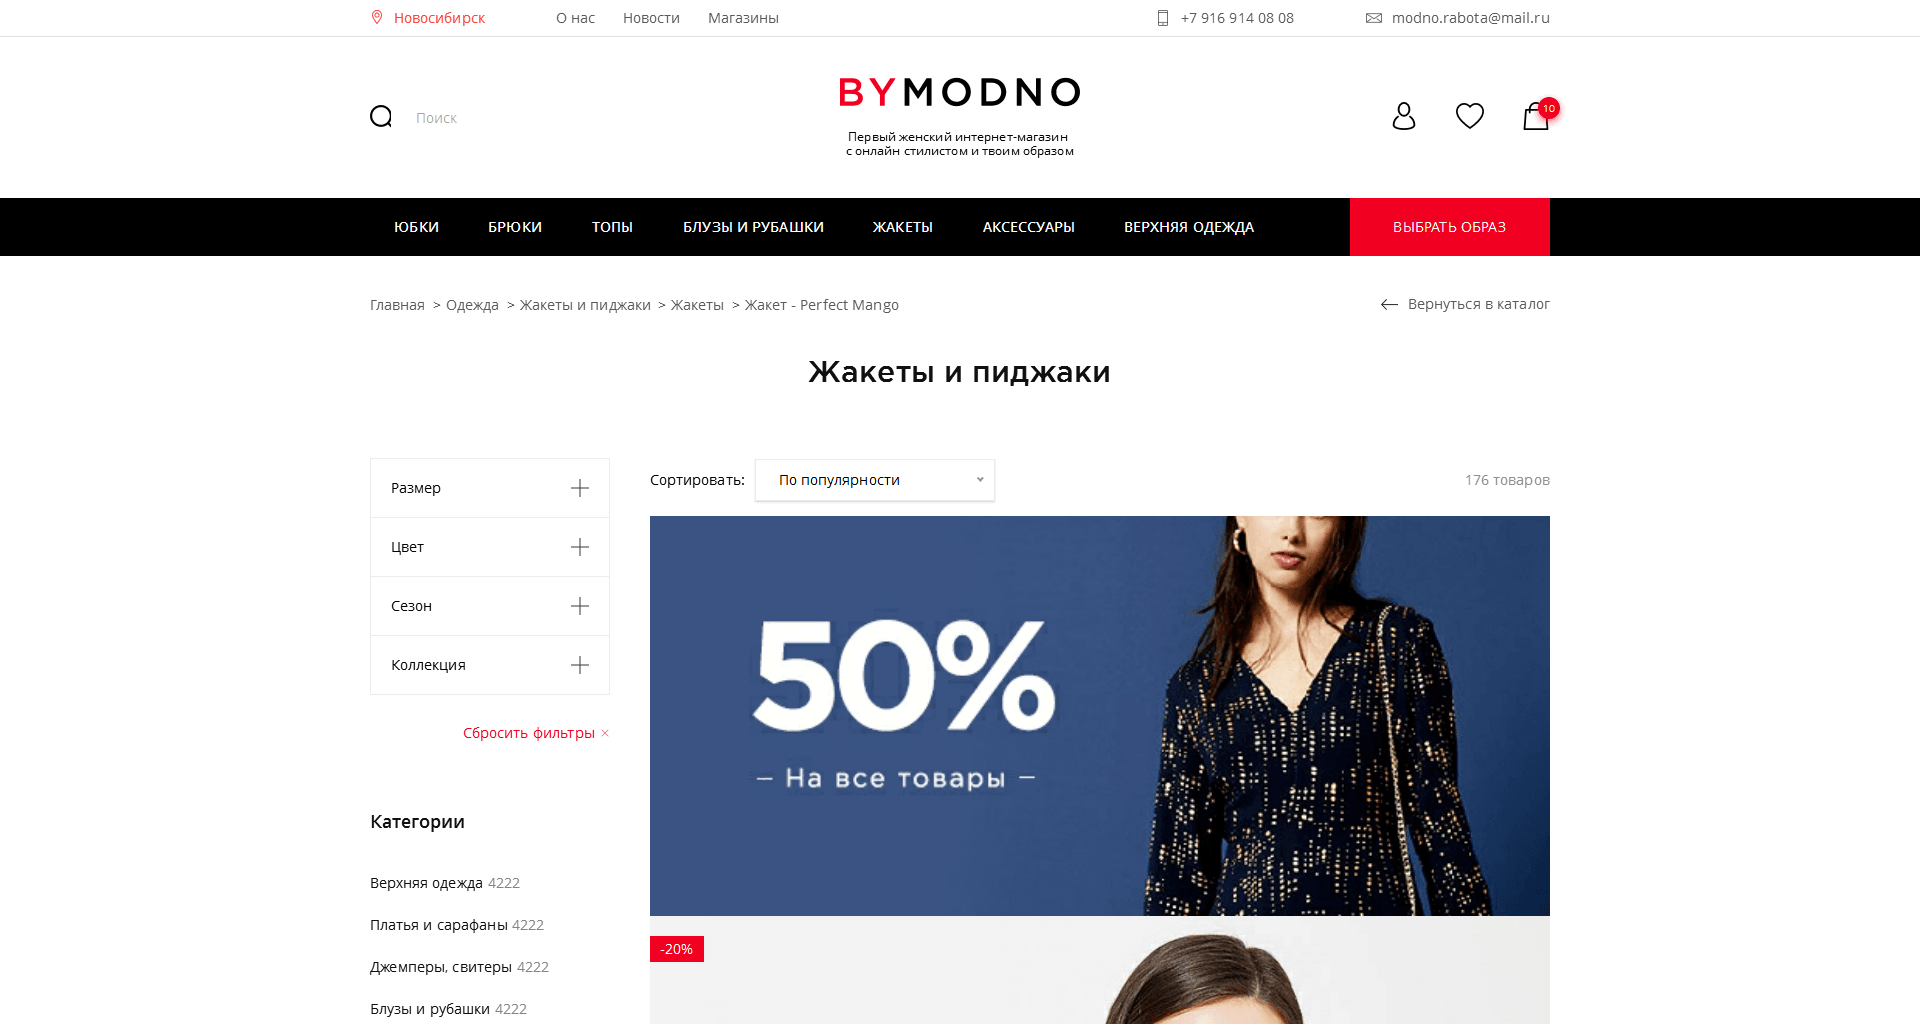 Новосибирск
О нас
Новости
Магазины
+7 916 914 08 08
modno.rabota@mail.ru
Поиск
BYMODNO
Первый женский интернет-магазин
с онлайн стилистом и твоим образом
10
ЮБКИ
БРЮКИ
ТОПЫ
БЛУЗЫ И РУБАШКИ
ЖАКЕТЫ
АКСЕССУАРЫ
ВЕРХНЯЯ ОДЕЖДА
ВЫБРАТЬ ОБРАЗ
Главная > Одежда > Жакеты и пиджаки > Жакеты > Жакет - Perfect Mango
Вернуться в каталог
Жакеты и пиджаки
Размер
Цвет
Сезон
Коллекция
Сбросить фильтры ×
Категории
Верхняя одежда 4222
Платья и сарафаны 4222
Джемперы, свитеры 4222
Блузы и рубашки 4222
Сортировать:
По популярности
176 товаров
50%
– На все товары –
-20%